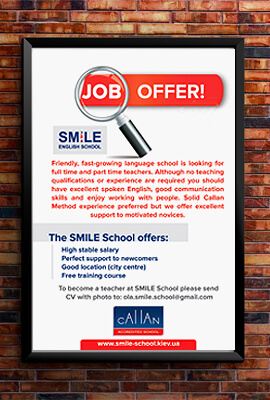 JOB OFFER!
SMiLE
ENGLISH SCHOOL
Friendly, fast-growing language school is looking for
full time and part time teachers. Although no teaching
qualifications or experience are required you should
have excellent spoken English, good communication
skills and enjoy working with people. Solid Callan
Method experience preferred but we offer excellent
support to motivated novices.
The SMILE School offers:
High stable salary
Perfect support to newcomers
Good location (city centre)
Free training course
To become a teacher at SMILE School please send
CV with photo to: ola.smile.school@gmail.com
cAllAn
ACCREDITED SCHOOL
www.smile-school.kiev.ua